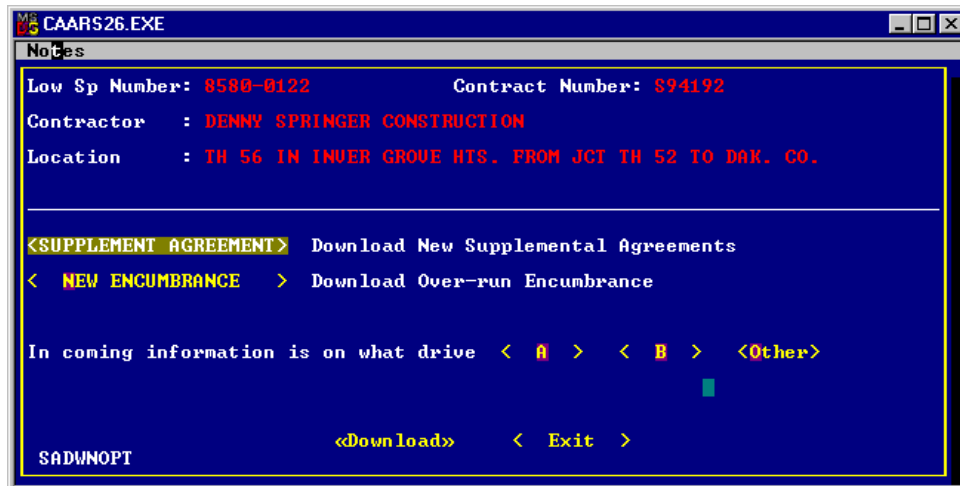 CAARS26.EXE
Notes
Low Sp Number: 8580-0122 Contract Number: S94192
Contractor : DENNY SPRINGER CONSTRUCTION
Location : TH 56 IN INVER GROVE HTS. FROM JCT TH 52 TO DAK. CO.
<SUPPLEMENT AGREEMENT> Download New Supplemental Agreements
< NEW ENCUMBRANCE > Download Over-run Encumbrance
In coming information is on what drive < A > < B > <Other>
«Download» < Exit >
SADWNOPT